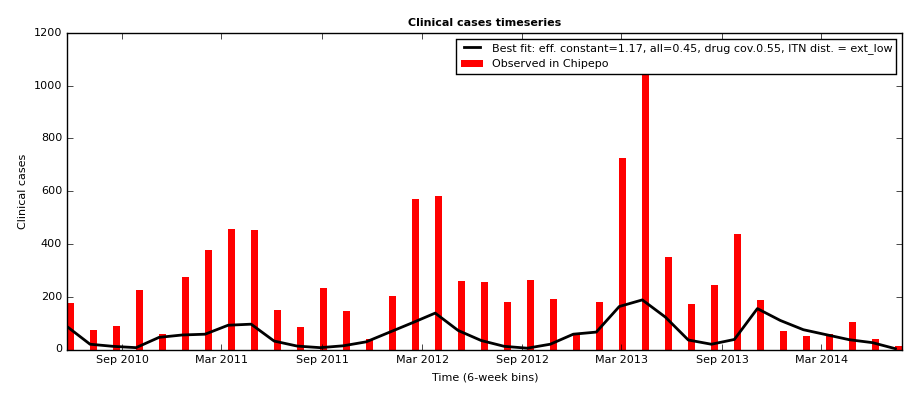 Clinical cases timeseries
Best fit: eff. constant=1.17, all=0.45, drug cov.0.55, ITN dist. = ext_low
Observed in Chipepo
1200
1000
800
600
400
200
0
Clinical cases
Sep 2010 Mar 2011 Sep 2011 Mar 2012 Sep 2012 Mar 2013 Sep 2013 Mar 2014
Time (6-week bins)